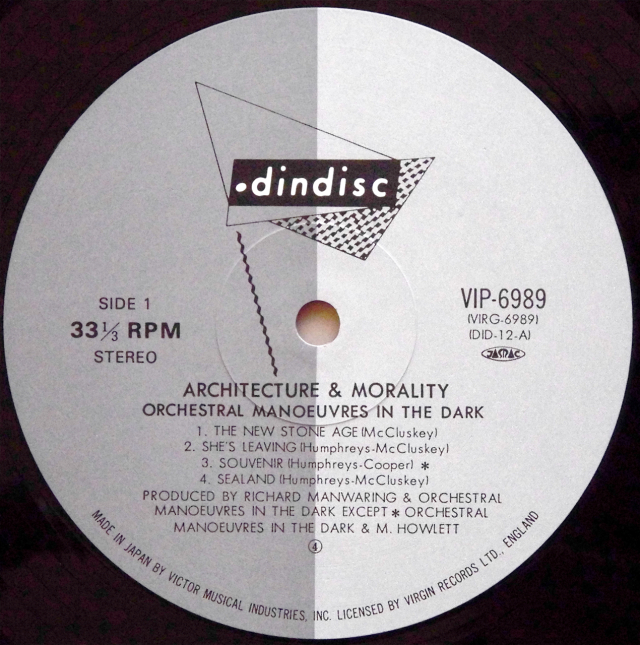 •dindisc
SIDE 1
33⅓ RPM
STEREO
VIP-6989
(VIRG-6989)
(DID-12-A)
JASRAC
ARCHITECTURE & MORALITY
ORCHESTRAL MANOEUVRES IN THE DARK
1. THE NEW STONE AGE (McCluskey)
2. SHE'S LEAVING (Humphreys-McCluskey)
3. SOUVENIR (Humphreys-Cooper) *
4. SEALAND (Humphreys-McCluskey)
PRODUCED BY RICHARD MANWARING & ORCHESTRAL
MANOEUVRES IN THE DARK EXCEPT * ORCHESTRAL
MANOEUVRES IN THE DARK & M. HOWLETT
④
MADE IN JAPAN BY VICTOR MUSICAL INDUSTRIES, INC. LICENSED BY VIRGIN RECORDS LTD., ENGLAND